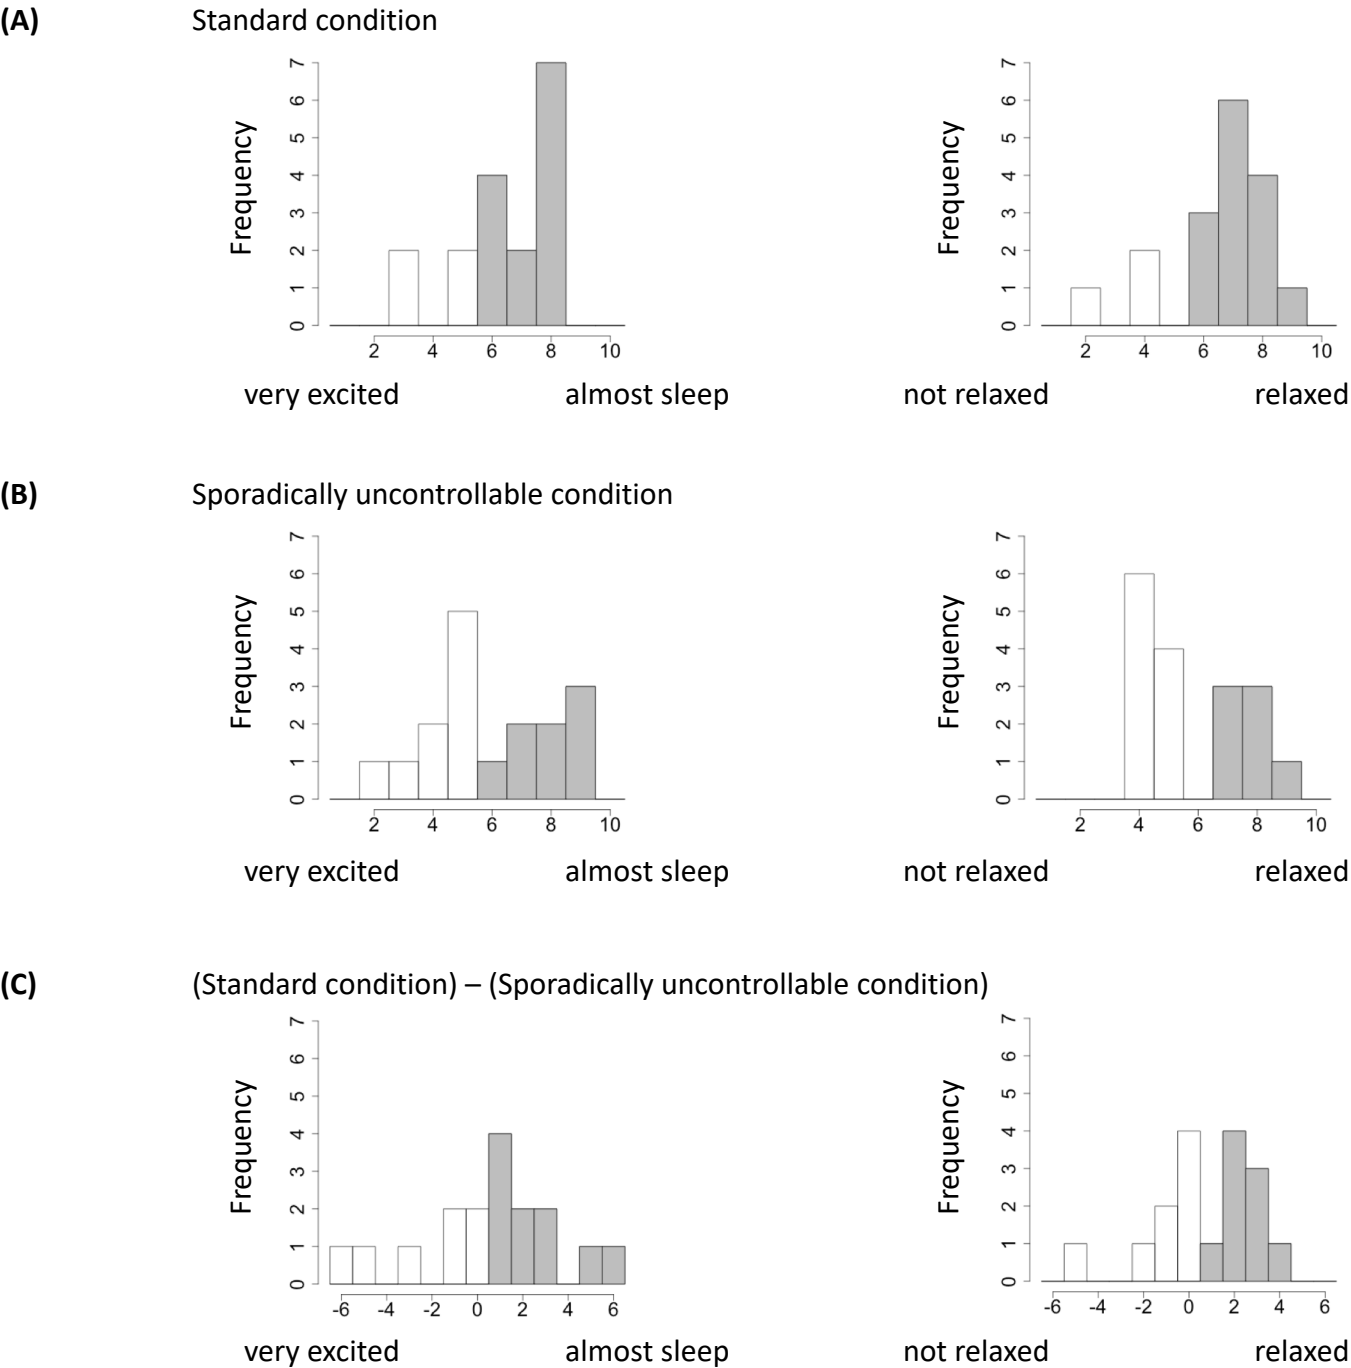 (A) Standard condition
7 7
6 6
5 5
Frequency 4 Frequency 4
3 3
2 2
1 1
0 0
2 4 6 8 10 2 4 6 8 10
very excited almost sleep not relaxed relaxed
(B) Sporadically uncontrollable condition
7 7
6 6
5 5
Frequency 4 Frequency 4
3 3
2 2
1 1
0 0
2 4 6 8 10 2 4 6 8 10
very excited almost sleep not relaxed relaxed
(C) (Standard condition) – (Sporadically uncontrollable condition)
7 7
6 6
5 5
Frequency 4 Frequency 4
3 3
2 2
1 1
0 0
-6 -4 -2 0 2 4 6 -6 -4 -2 0 2 4 6
very excited almost sleep not relaxed relaxed